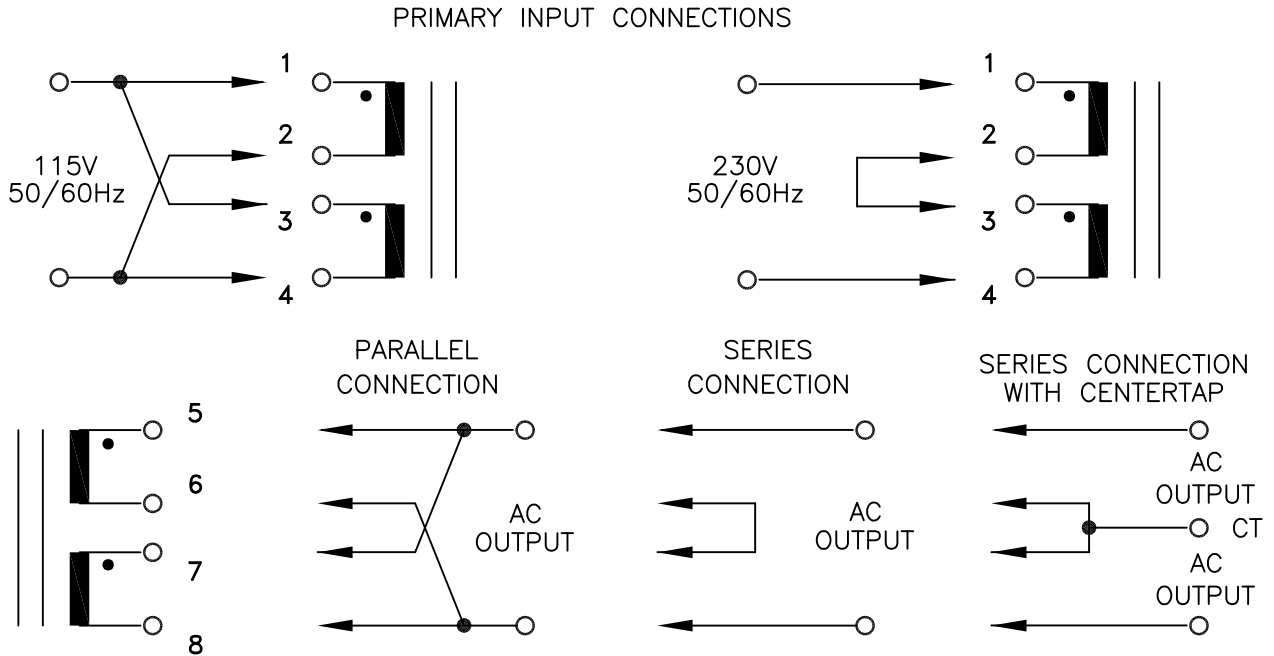 PRIMARY INPUT CONNECTIONS
1
2
3
4
115V
50/60Hz
1
2
3
4
230V
50/60Hz
5
6
7
8
PARALLEL
CONNECTION
AC
OUTPUT
SERIES
CONNECTION
AC
OUTPUT
SERIES CONNECTION
WITH CENTERTAP
AC
OUTPUT
CT
AC
OUTPUT